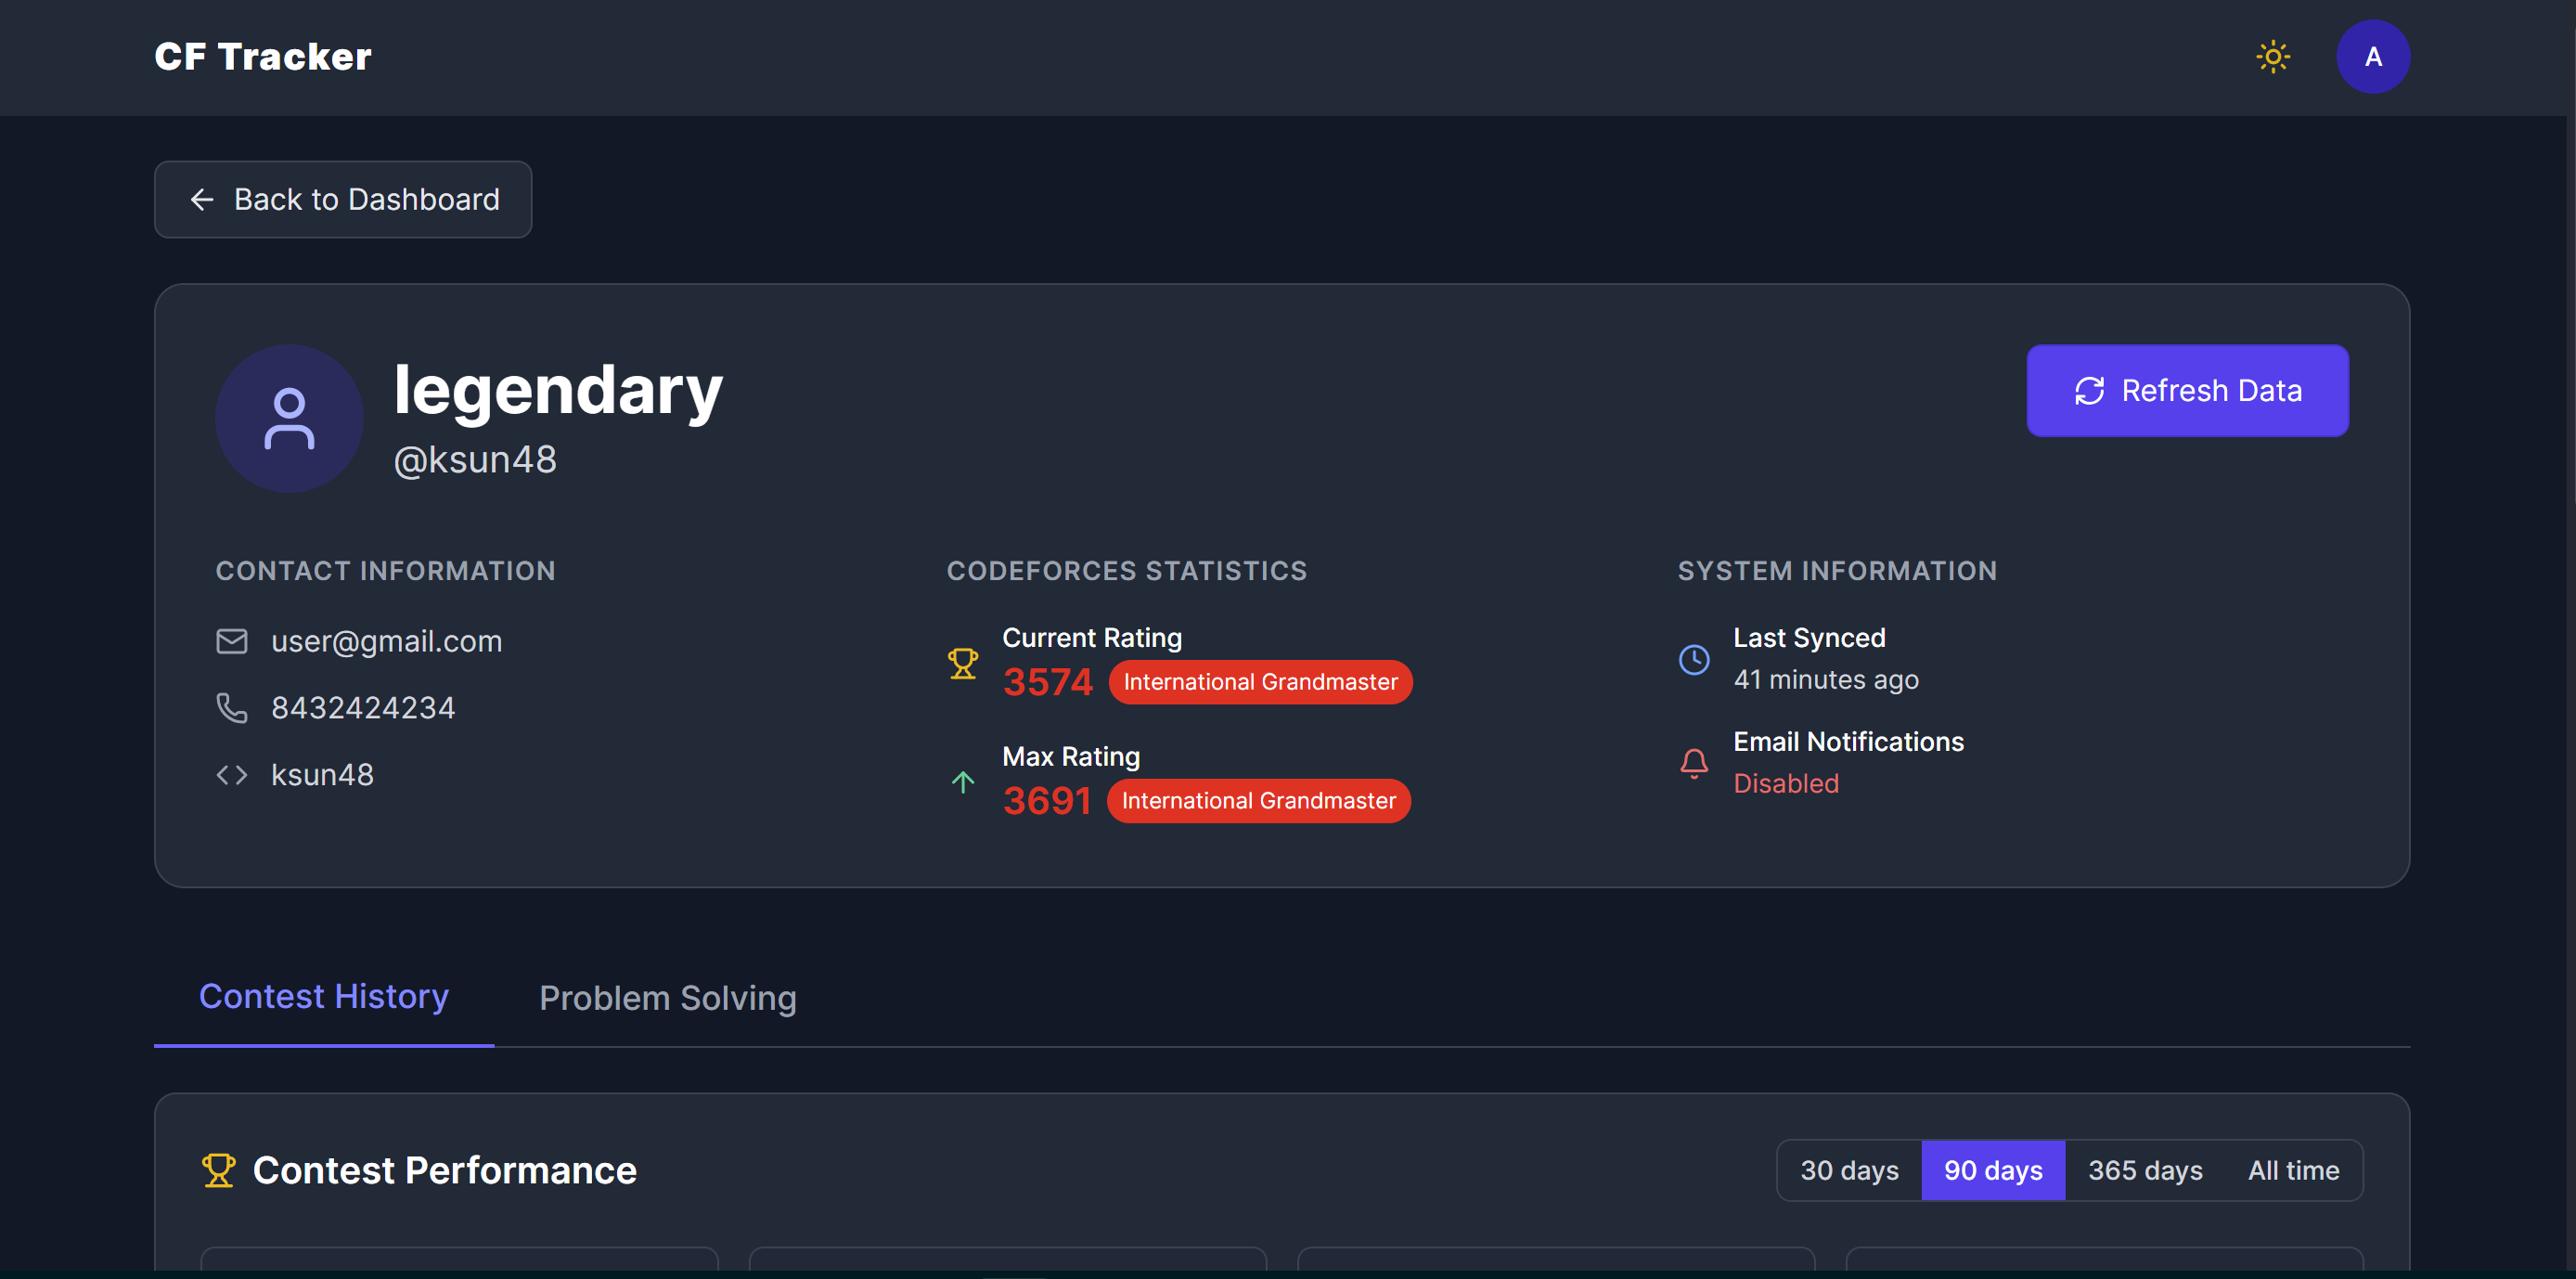 CF Tracker
A
Back to Dashboard
legendary
@ksun48
Refresh Data
CONTACT INFORMATION
user@gmail.com
8432424234
ksun48
CODEFORCES STATISTICS
Current Rating
3574 International Grandmaster
Max Rating
3691 International Grandmaster
SYSTEM INFORMATION
Last Synced
41 minutes ago
Email Notifications
Disabled
Contest History
Problem Solving
Contest Performance
30 days
90 days
365 days
All time